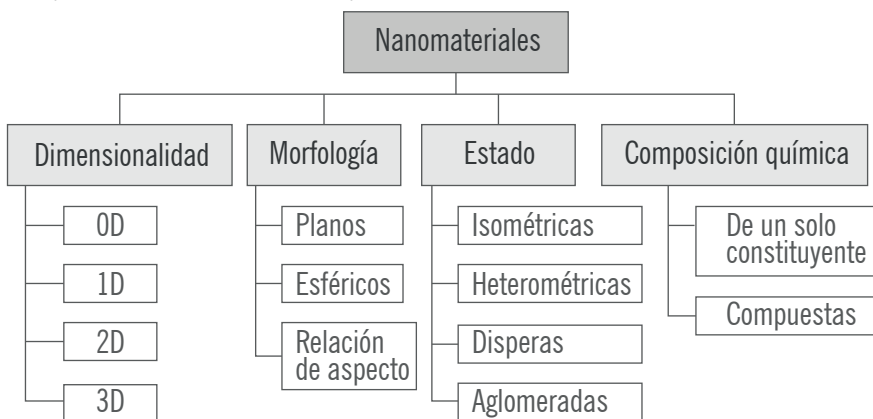 Nanomateriales
Dimensionalidad
0D
1D
2D
3D
Morfología
Planos
Esféricos
Relación
de aspecto
Estado
Isométricas
Heterométricas
Disperas
Aglomeradas
Composición química
De un solo
constituyente
Compuestas